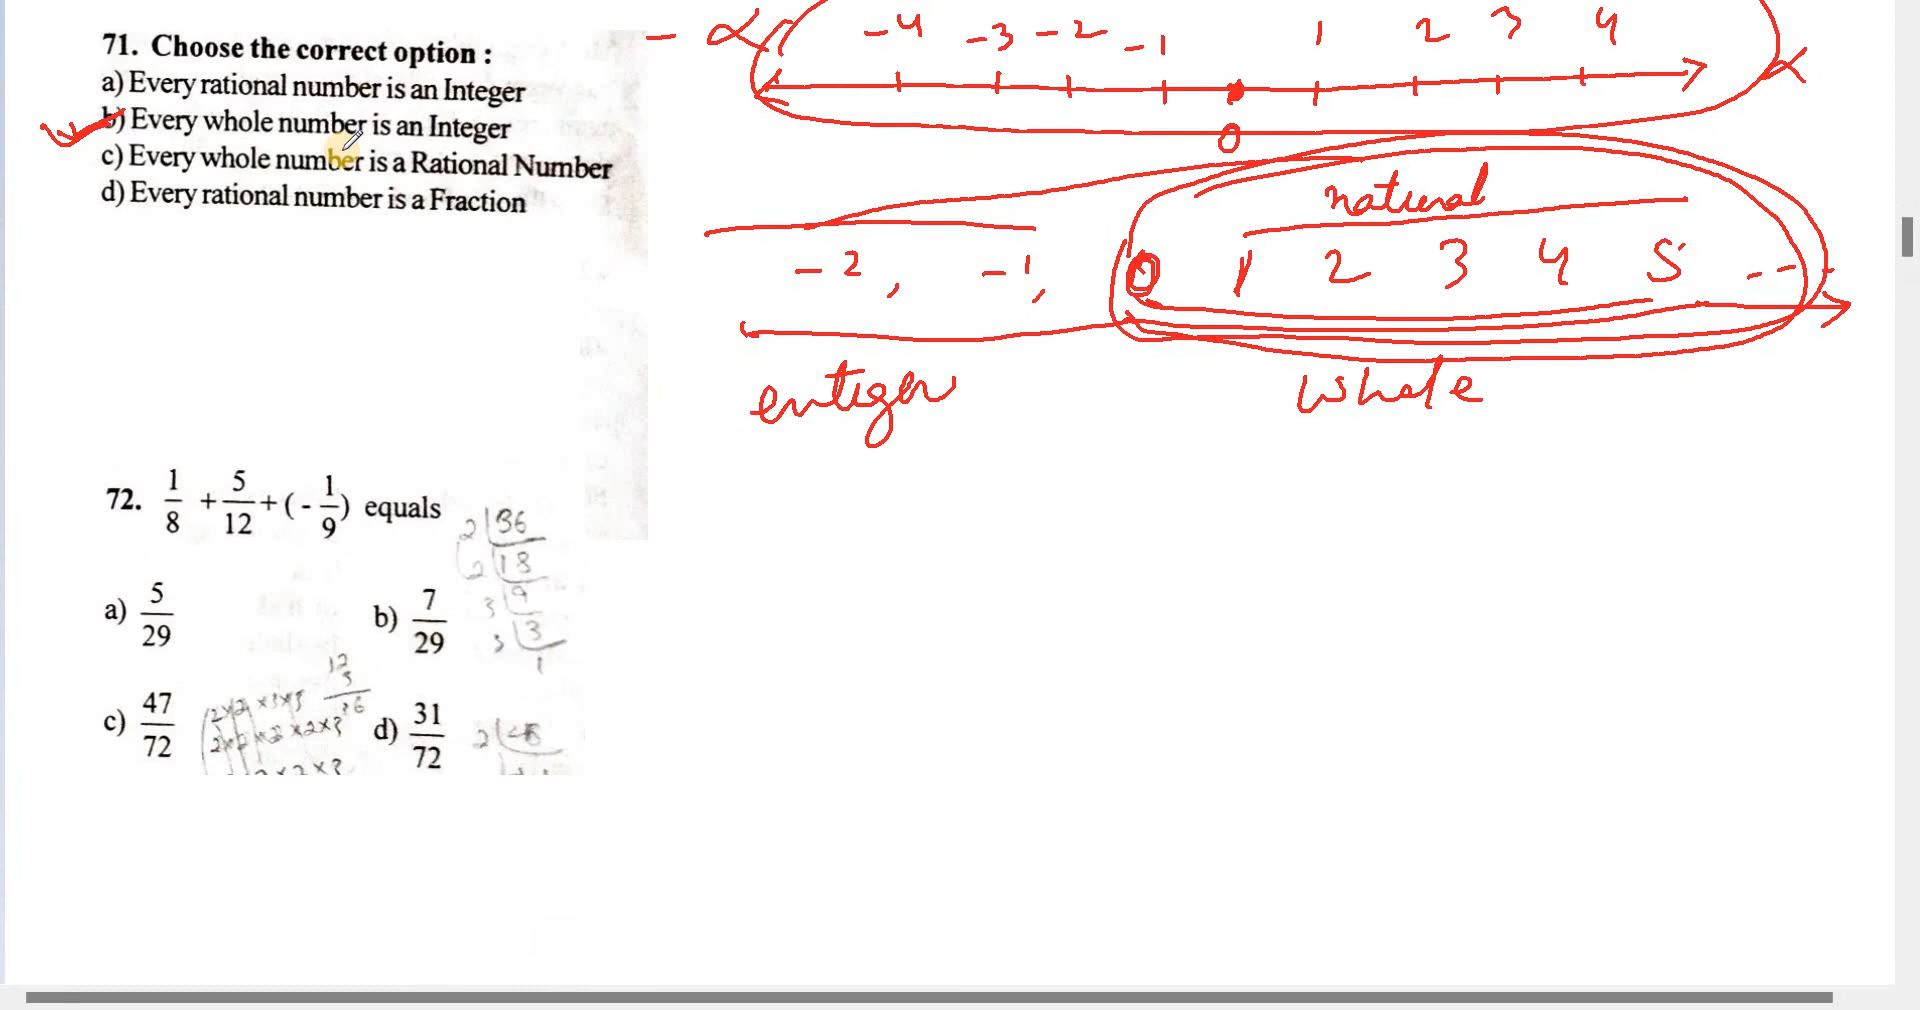 71. Choose the correct option :
a) Every rational number is an Integer
b) Every whole number is an Integer
c) Every whole number is a Rational Number
d) Every rational number is a Fraction
-4 -3 -2 -1 1 2 3 4
0
natural
-2, -1, 0 1 2 3 4 5 ---
entiger whole
72. 1/8 + 5/12 + ( - 1/9 ) equals
a) 5/29 b) 7/29
c) 47/72 d) 31/72
2 36
2 18
3 9
3 3
1